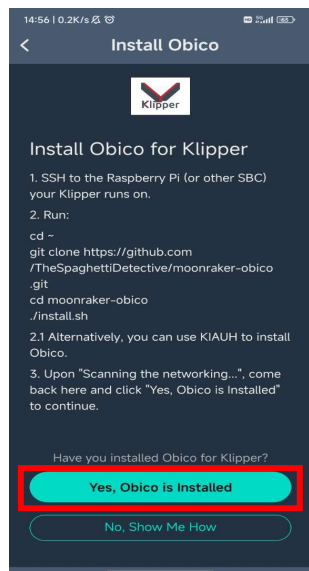 14:56 | 0.2K/s
Install Obico
Klipper
Install Obico for Klipper
1. SSH to the Raspberry Pi (or other SBC)
your Klipper runs on.
2. Run:
cd ~
git clone https://github.com
/TheSpaghettiDetective/moonraker-obico
.git
cd moonraker-obico
./install.sh
2.1 Alternatively, you can use KIAUH to install
Obico.
3. Upon "Scanning the networking...", come
back here and click "Yes, Obico is Installed"
to continue.
Have you installed Obico for Klipper?
Yes, Obico is Installed
No, Show Me How